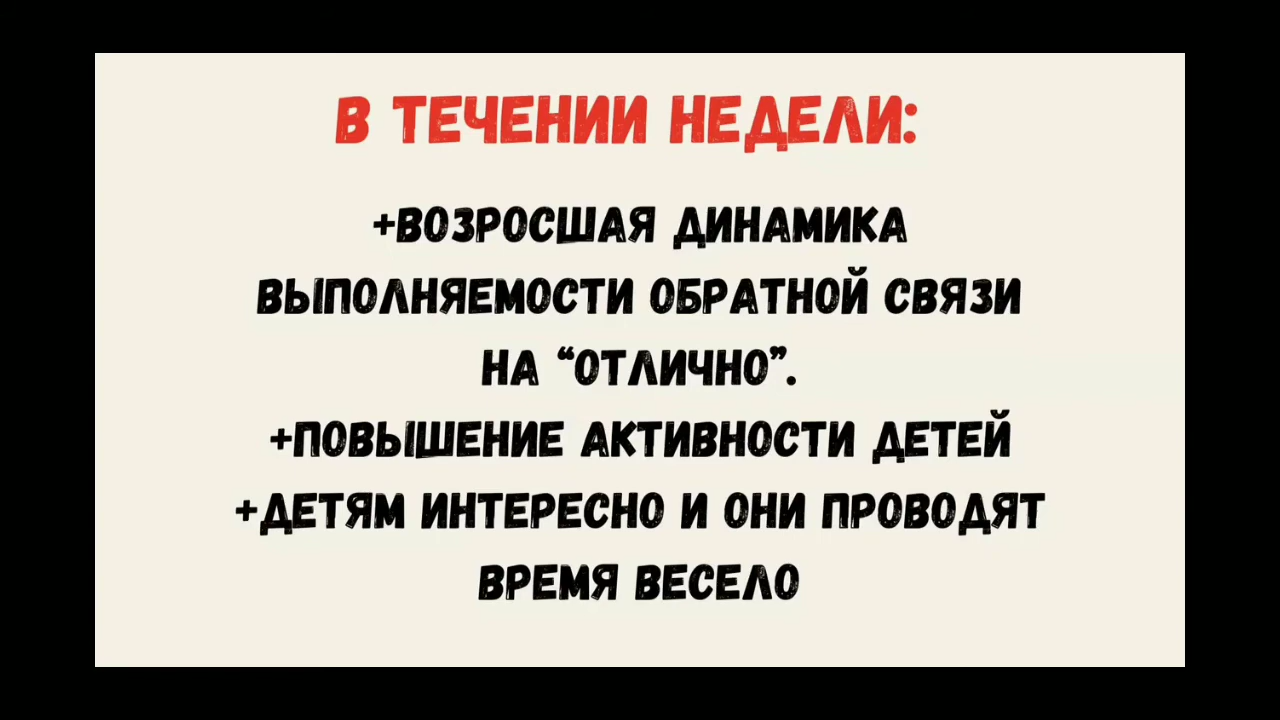 В ТЕЧЕНИИ НЕДЕЛИ:
+ВОЗРОСШАЯ ДИНАМИКА
ВЫПОЛНЯЕМОСТИ ОБРАТНОЙ СВЯЗИ
НА “ОТЛИЧНО”.
+ПОВЫШЕНИЕ АКТИВНОСТИ ДЕТЕЙ
+ДЕТЯМ ИНТЕРЕСНО И ОНИ ПРОВОДЯТ
ВРЕМЯ ВЕСЕЛО